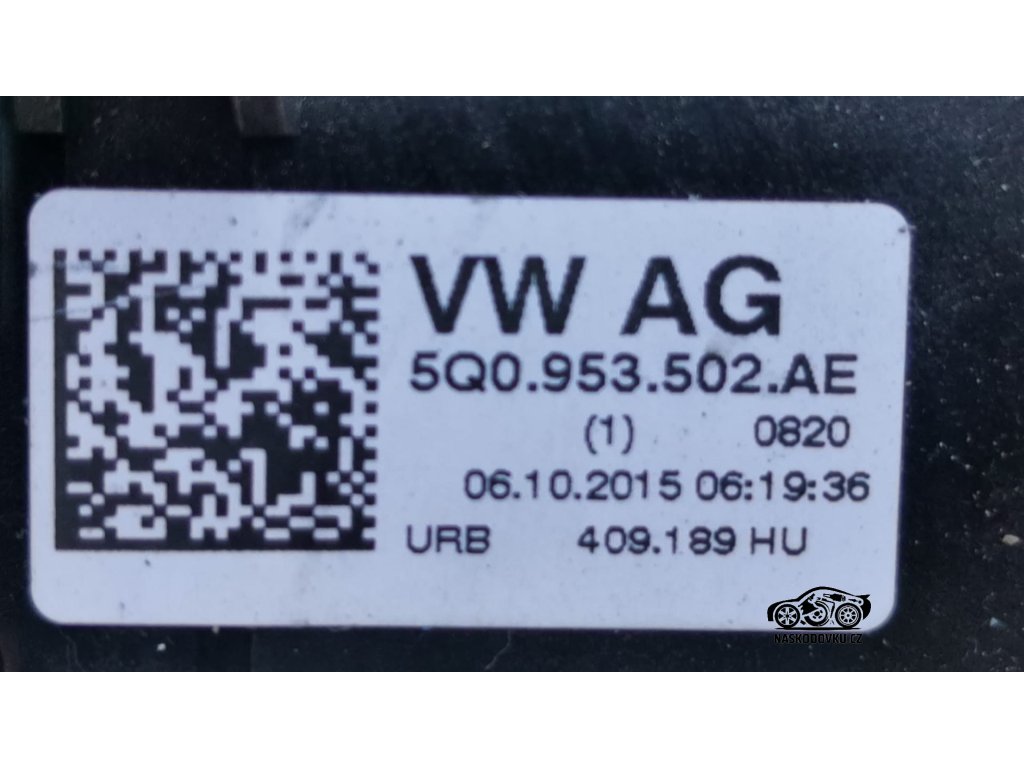 VW AG
5Q0.953.502.AE
(1) 0820
06.10.2015 06:19:36
URB 409.189 HU
NASKODOVKU.CZ